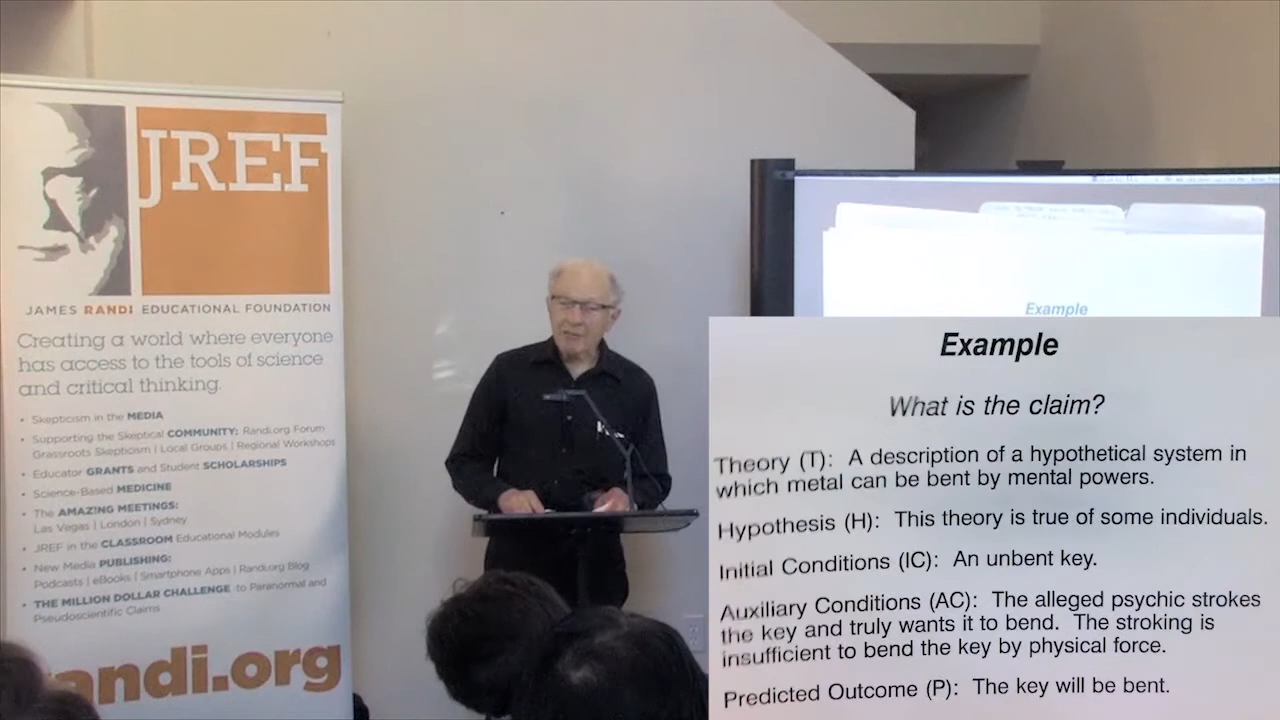 JREF
JAMES RANDI EDUCATIONAL FOUNDATION
Creating a world where everyone
has access to the tools of science
and critical thinking.
• Skepticism in the MEDIA
• Supporting the Skeptical COMMUNITY: Randi.org Forum
Grassroots Skepticism | Local Groups | Regional Workshops
• Educator GRANTS and Student SCHOLARSHIPS
• Science-Based MEDICINE
• The AMAZING MEETINGS:
Las Vegas | London | Sydney
• JREF in the CLASSROOM Educational Modules
• New Media PUBLISHING:
Podcasts | eBooks | Smartphone Apps | Randi.org Blog
• THE MILLION DOLLAR CHALLENGE to Paranormal and
Pseudoscientific Claims
randi.org
Example
Example
What is the claim?
Theory (T): A description of a hypothetical system in
which metal can be bent by mental powers.
Hypothesis (H): This theory is true of some individuals.
Initial Conditions (IC): An unbent key.
Auxiliary Conditions (AC): The alleged psychic strokes
the key and truly wants it to bend. The stroking is
insufficient to bend the key by physical force.
Predicted Outcome (P): The key will be bent.